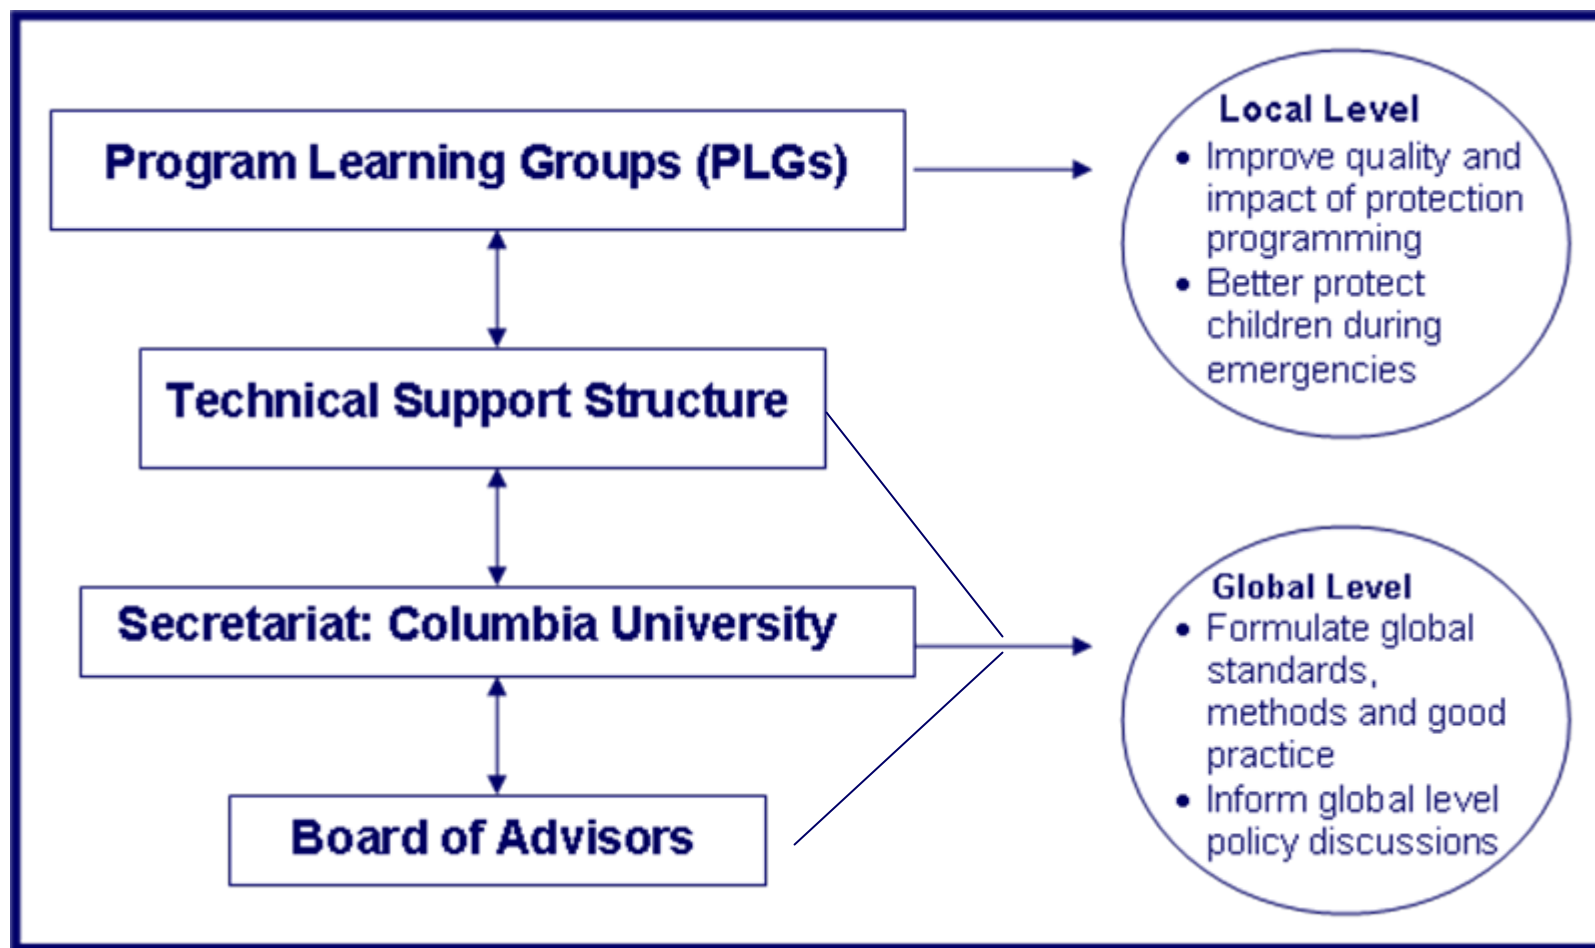 Program Learning Groups (PLGs)
Technical Support Structure
Secretariat: Columbia University
Board of Advisors
Local Level
• Improve quality and
impact of protection
programming
• Better protect
children during
emergencies
Global Level
• Formulate global
standards,
methods and good
practice
• Inform global level
policy discussions